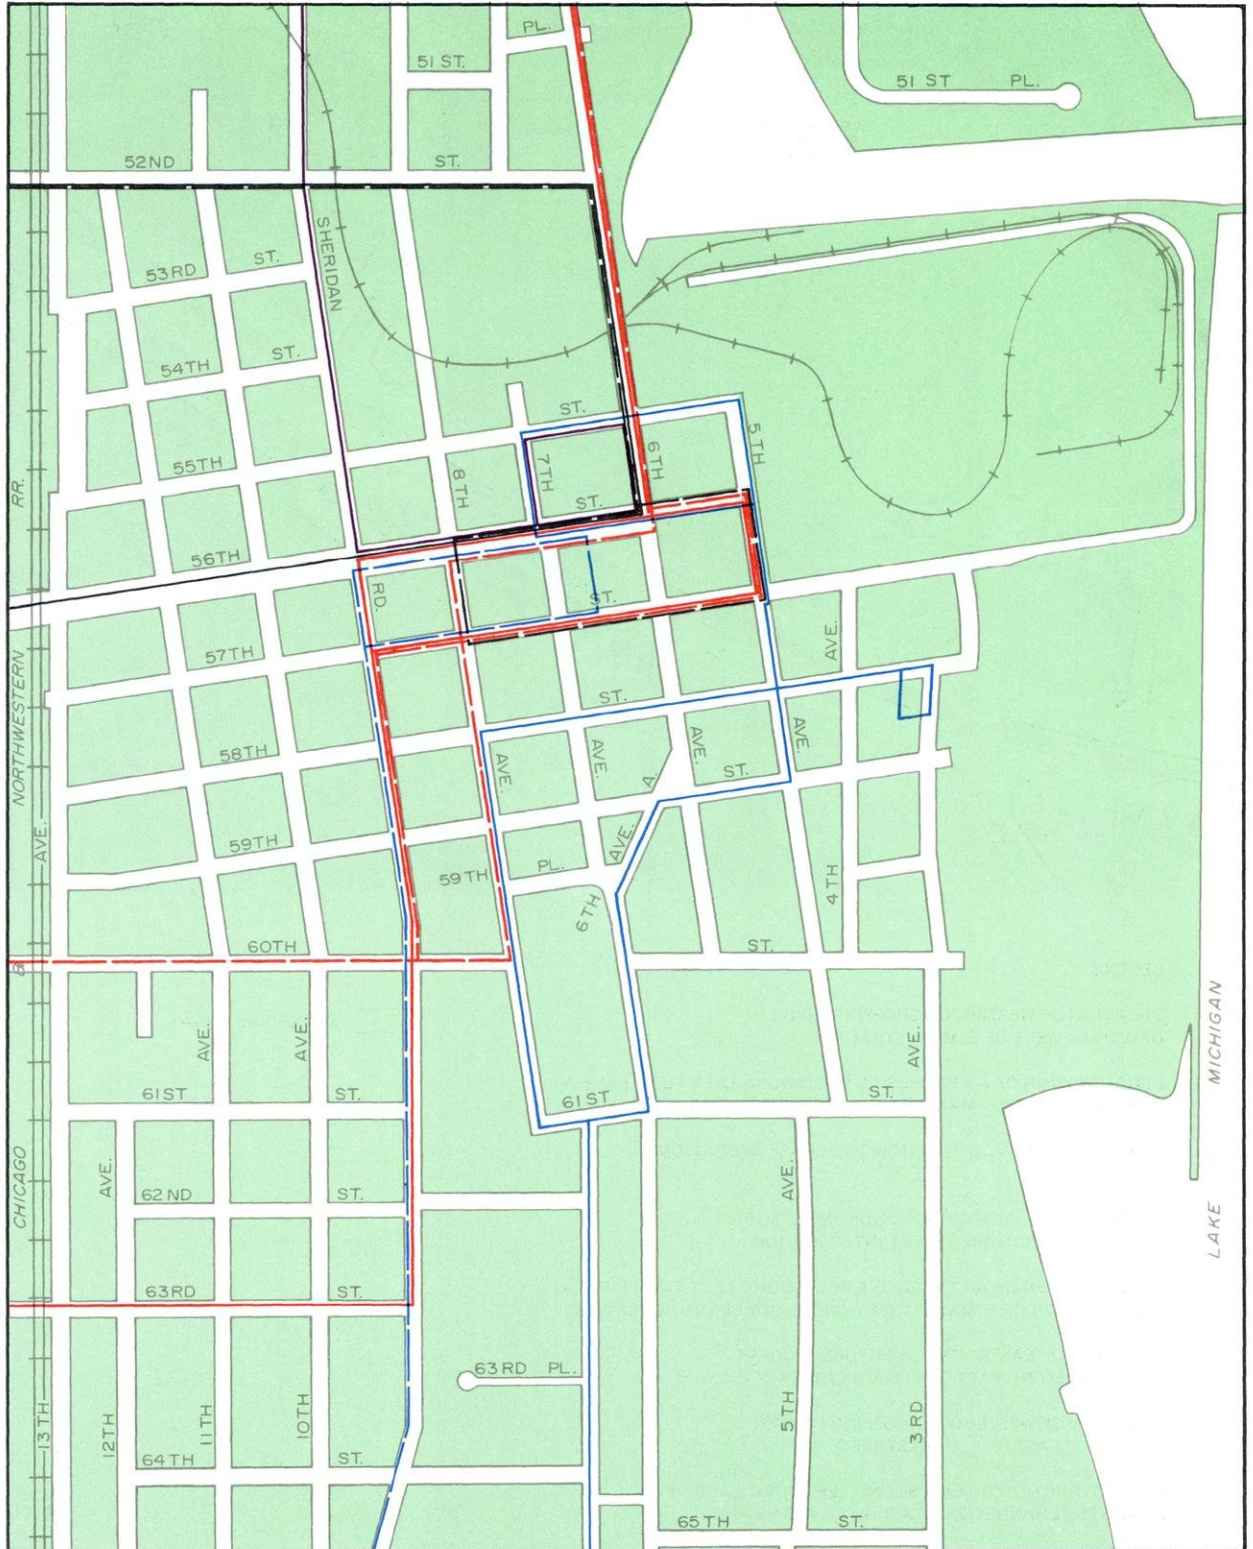 PL.
51 ST.
51 ST PL.
52ND ST.
SHERIDAN
53RD ST.
54TH ST.
ST.
55TH
8TH
7TH
6TH
5TH
RR.
ST.
56TH
RD.
ST.
57TH
AVE.
NORTHWESTERN
ST.
58TH
AVE.
AVE.
AVE.
AVE.
A.
ST.
59TH
AVE.
AVE.
PL.
59TH
4TH
6TH
60TH
ST.
&
MICHIGAN
AVE.
AVE.
AVE.
61ST ST.
61 ST
ST.
CHICAGO
AVE.
62ND ST.
AVE.
LAKE
63RD ST.
63RD PL.
13TH
12TH
11TH
10TH
5TH
3RD
64TH ST.
65TH ST.